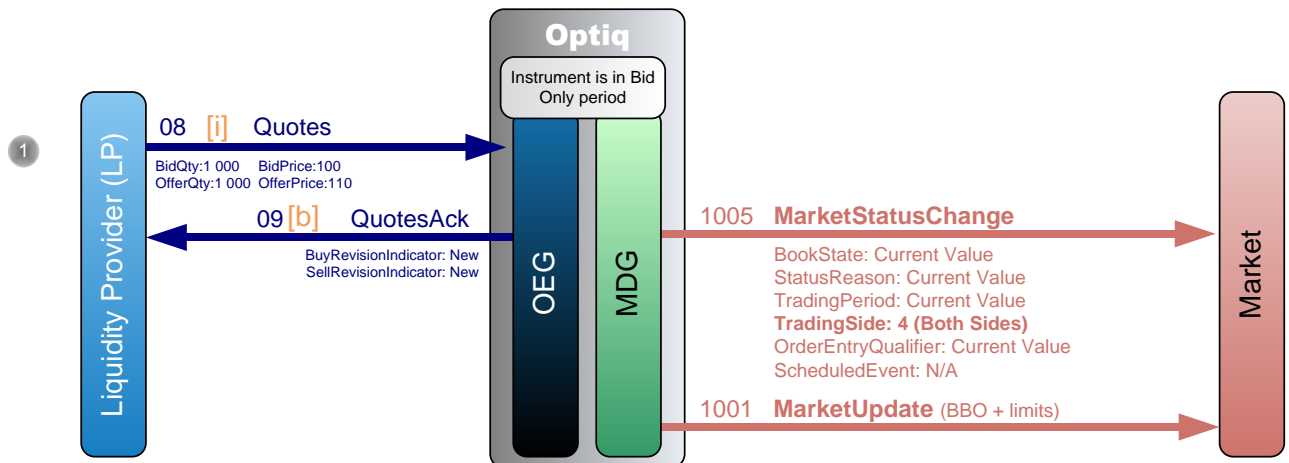 Optiq
Instrument is in Bid
Only period
1
Liquidity Provider (LP)
08 [i] Quotes
BidQty:1 000 BidPrice:100
OfferQty:1 000 OfferPrice:110
09 [b] QuotesAck
BuyRevisionIndicator: New
SellRevisionIndicator: New
OEG
MDG
1005 MarketStatusChange
BookState: Current Value
StatusReason: Current Value
TradingPeriod: Current Value
TradingSide: 4 (Both Sides)
OrderEntryQualifier: Current Value
ScheduledEvent: N/A
1001 MarketUpdate (BBO + limits)
Market